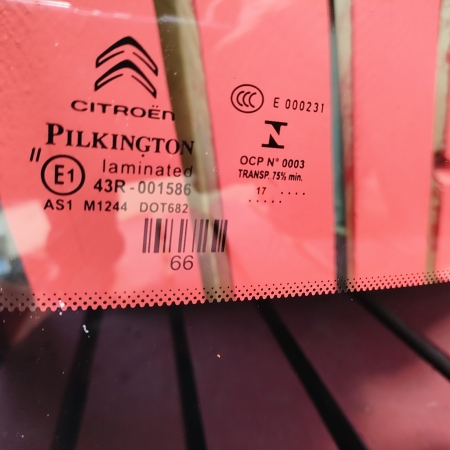 CITROËN
PILKINGTON
laminated
E1 43R-001586
AS1 M1244 DOT682
66
CCC E 000231
N
OCP N° 0003
TRANSP. 75% min.
17 ....
.....